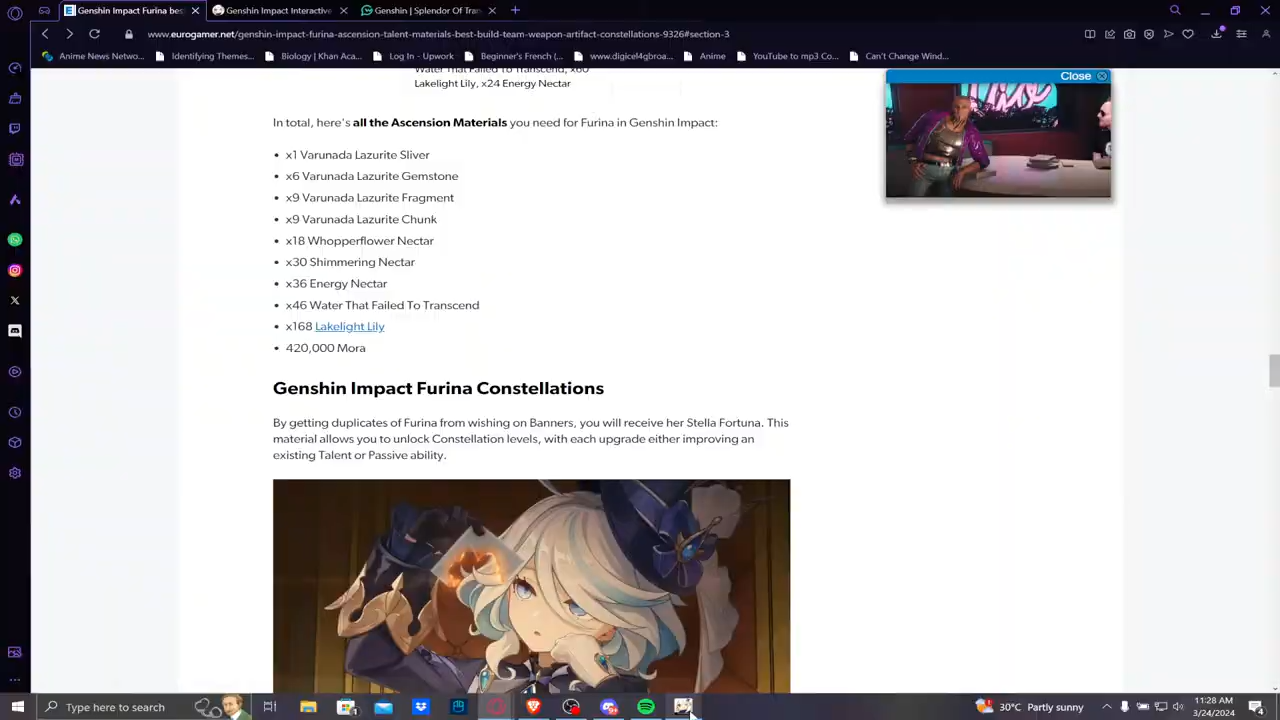 Genshin Impact Furina bes
Genshin Impact Interactive
Genshin | Splendor Of Tran
www.eurogamer.net/genshin-impact-furina-ascension-talent-materials-best-build-team-weapon-artifact-constellations-9326#section-3
Anime News Netwo... Identifying Themes... Biology | Khan Aca... Log In - Upwork Beginner's French (... www.digicel4gbroa... Anime YouTube to mp3 Co... Can't Change Wind...
Water That Failed To Transcend, x60
Lakelight Lily, x24 Energy Nectar
Close
In total, here's all the Ascension Materials you need for Furina in Genshin Impact:
• x1 Varunada Lazurite Sliver
• x6 Varunada Lazurite Gemstone
• x9 Varunada Lazurite Fragment
• x9 Varunada Lazurite Chunk
• x18 Whopperflower Nectar
• x30 Shimmering Nectar
• x36 Energy Nectar
• x46 Water That Failed To Transcend
• x168 Lakelight Lily
• 420,000 Mora
Genshin Impact Furina Constellations
By getting duplicates of Furina from wishing on Banners, you will receive her Stella Fortuna. This
material allows you to unlock Constellation levels, with each upgrade either improving an
existing Talent or Passive ability.
Type here to search
30°C Partly sunny
11:28 AM
3/24/2024
4